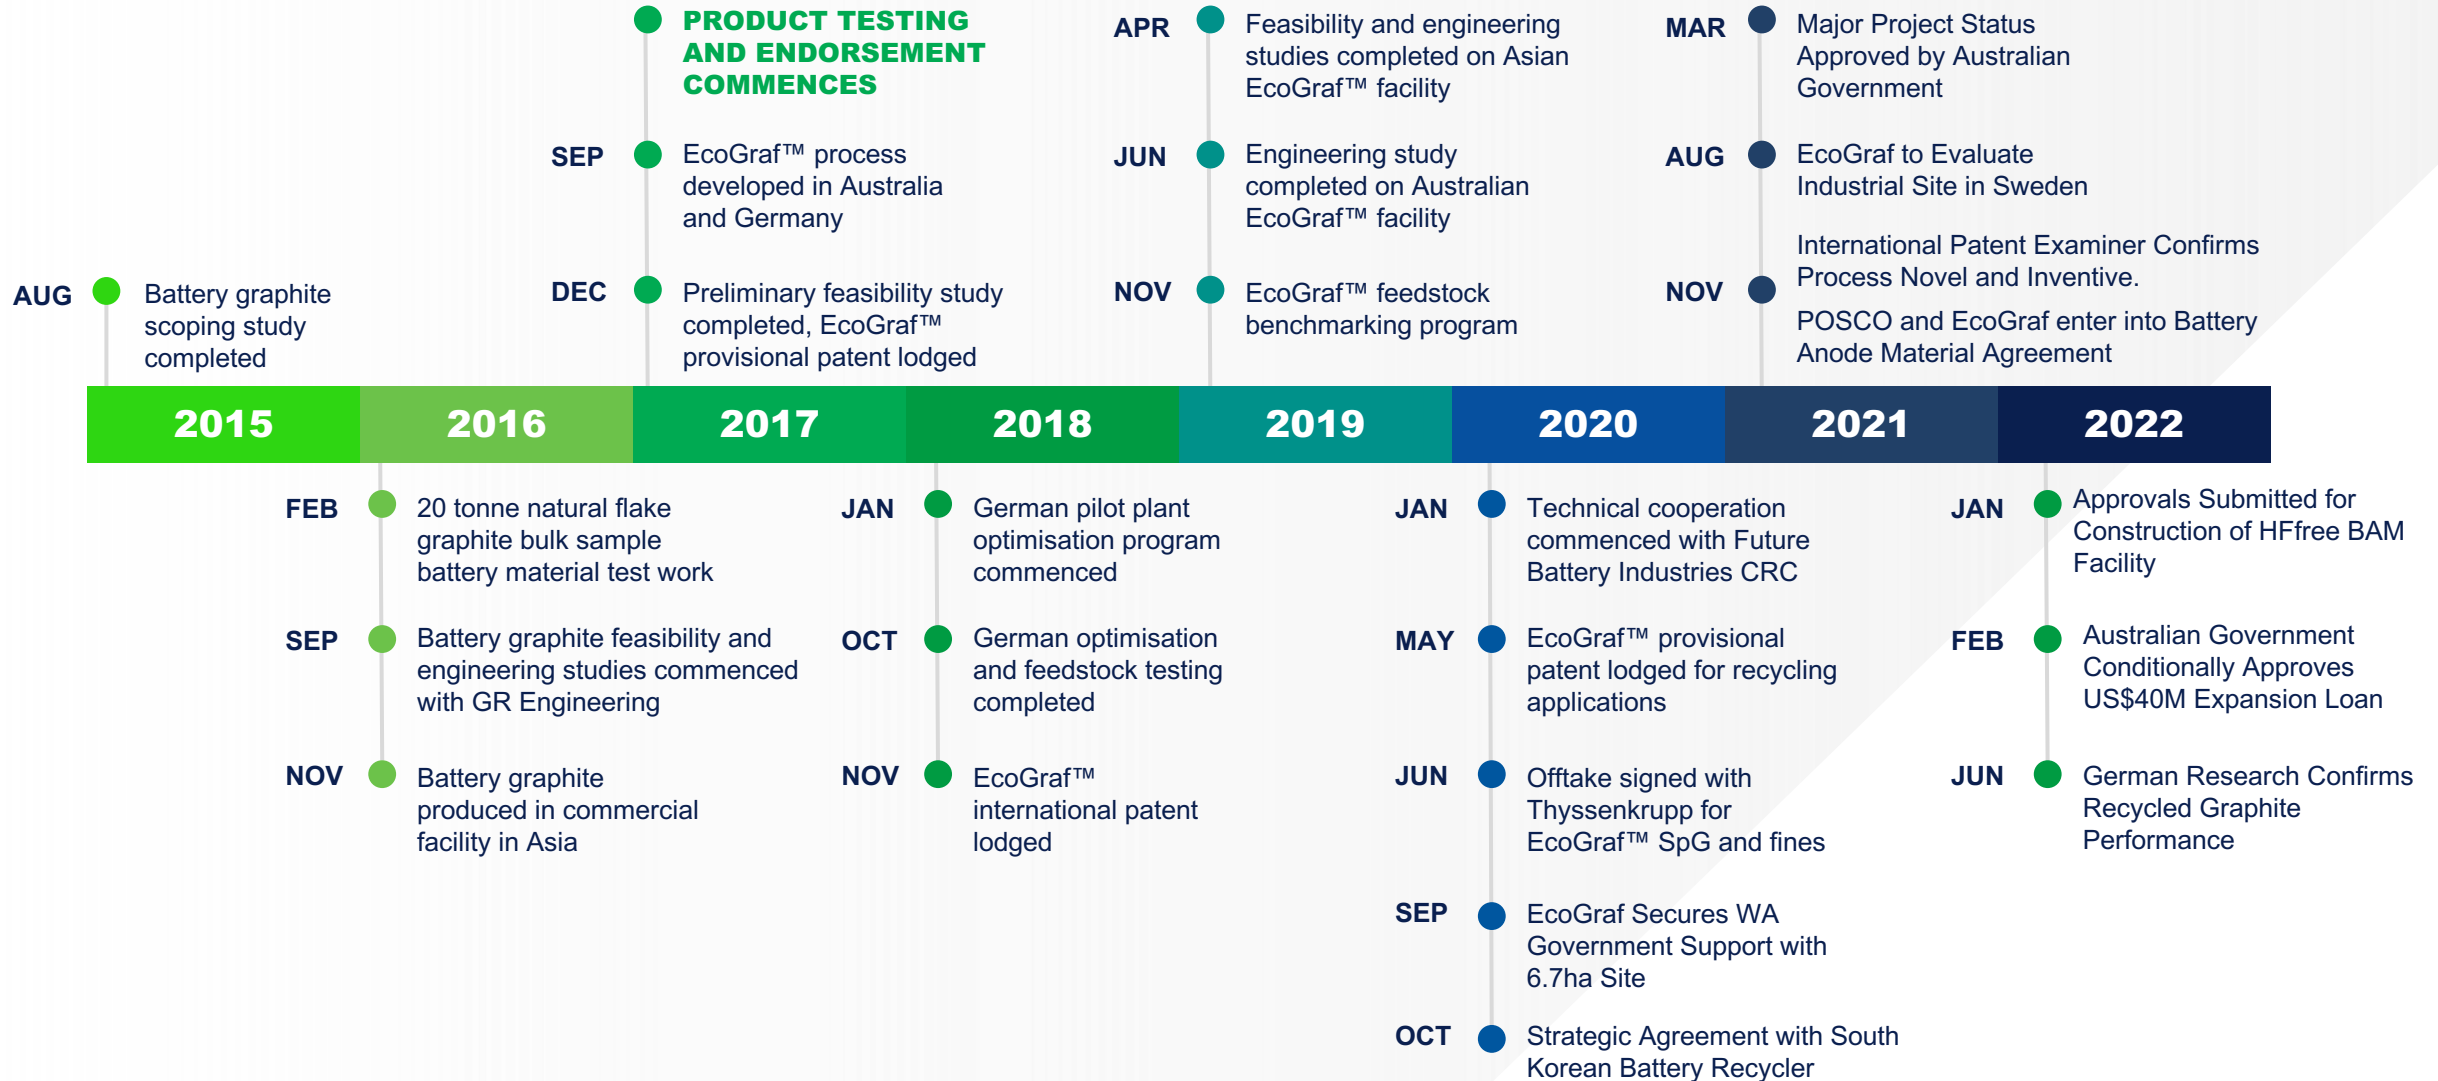 AUG
Battery graphite
scoping study
completed
PRODUCT TESTING
AND ENDORSEMENT
COMMENCES
SEP
EcoGraf™ process
developed in Australia
and Germany
DEC
Preliminary feasibility study
completed, EcoGraf™
provisional patent lodged
APR
Feasibility and engineering
studies completed on Asian
EcoGraf™ facility
JUN
Engineering study
completed on Australian
EcoGraf™ facility
NOV
EcoGraf™ feedstock
benchmarking program
MAR
Major Project Status
Approved by Australian
Government
AUG
EcoGraf to Evaluate
Industrial Site in Sweden
NOV
International Patent Examiner Confirms
Process Novel and Inventive.
POSCO and EcoGraf enter into Battery
Anode Material Agreement
2015
2016
2017
2018
2019
2020
2021
2022
FEB
20 tonne natural flake
graphite bulk sample
battery material test work
SEP
Battery graphite feasibility and
engineering studies commenced
with GR Engineering
NOV
Battery graphite
produced in commercial
facility in Asia
JAN
German pilot plant
optimisation program
commenced
OCT
German optimisation
and feedstock testing
completed
NOV
EcoGraf™
international patent
lodged
JAN
Technical cooperation
commenced with Future
Battery Industries CRC
MAY
EcoGraf™ provisional
patent lodged for recycling
applications
JUN
Offtake signed with
Thyssenkrupp for
EcoGraf™ SpG and fines
SEP
EcoGraf Secures WA
Government Support with
6.7ha Site
OCT
Strategic Agreement with South
Korean Battery Recycler
JAN
Approvals Submitted for
Construction of HFfree BAM
Facility
FEB
Australian Government
Conditionally Approves
US$40M Expansion Loan
JUN
German Research Confirms
Recycled Graphite
Performance